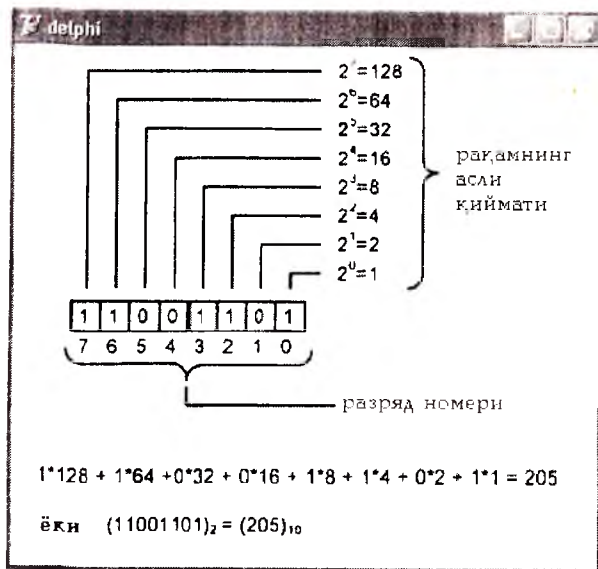 delphi
2⁷=128
2⁶=64
2⁵=32
2⁴=16
2³=8
2²=4
2¹=2
2⁰=1
рақамнинг
асли
қиймати
1 1 0 0 1 1 0 1
7 6 5 4 3 2 1 0
разряд номери
1*128 + 1*64 +0*32 + 0*16 + 1*8 + 1*4 + 0*2 + 1*1 = 205
ёки (11001101)₂ = (205)₁₀